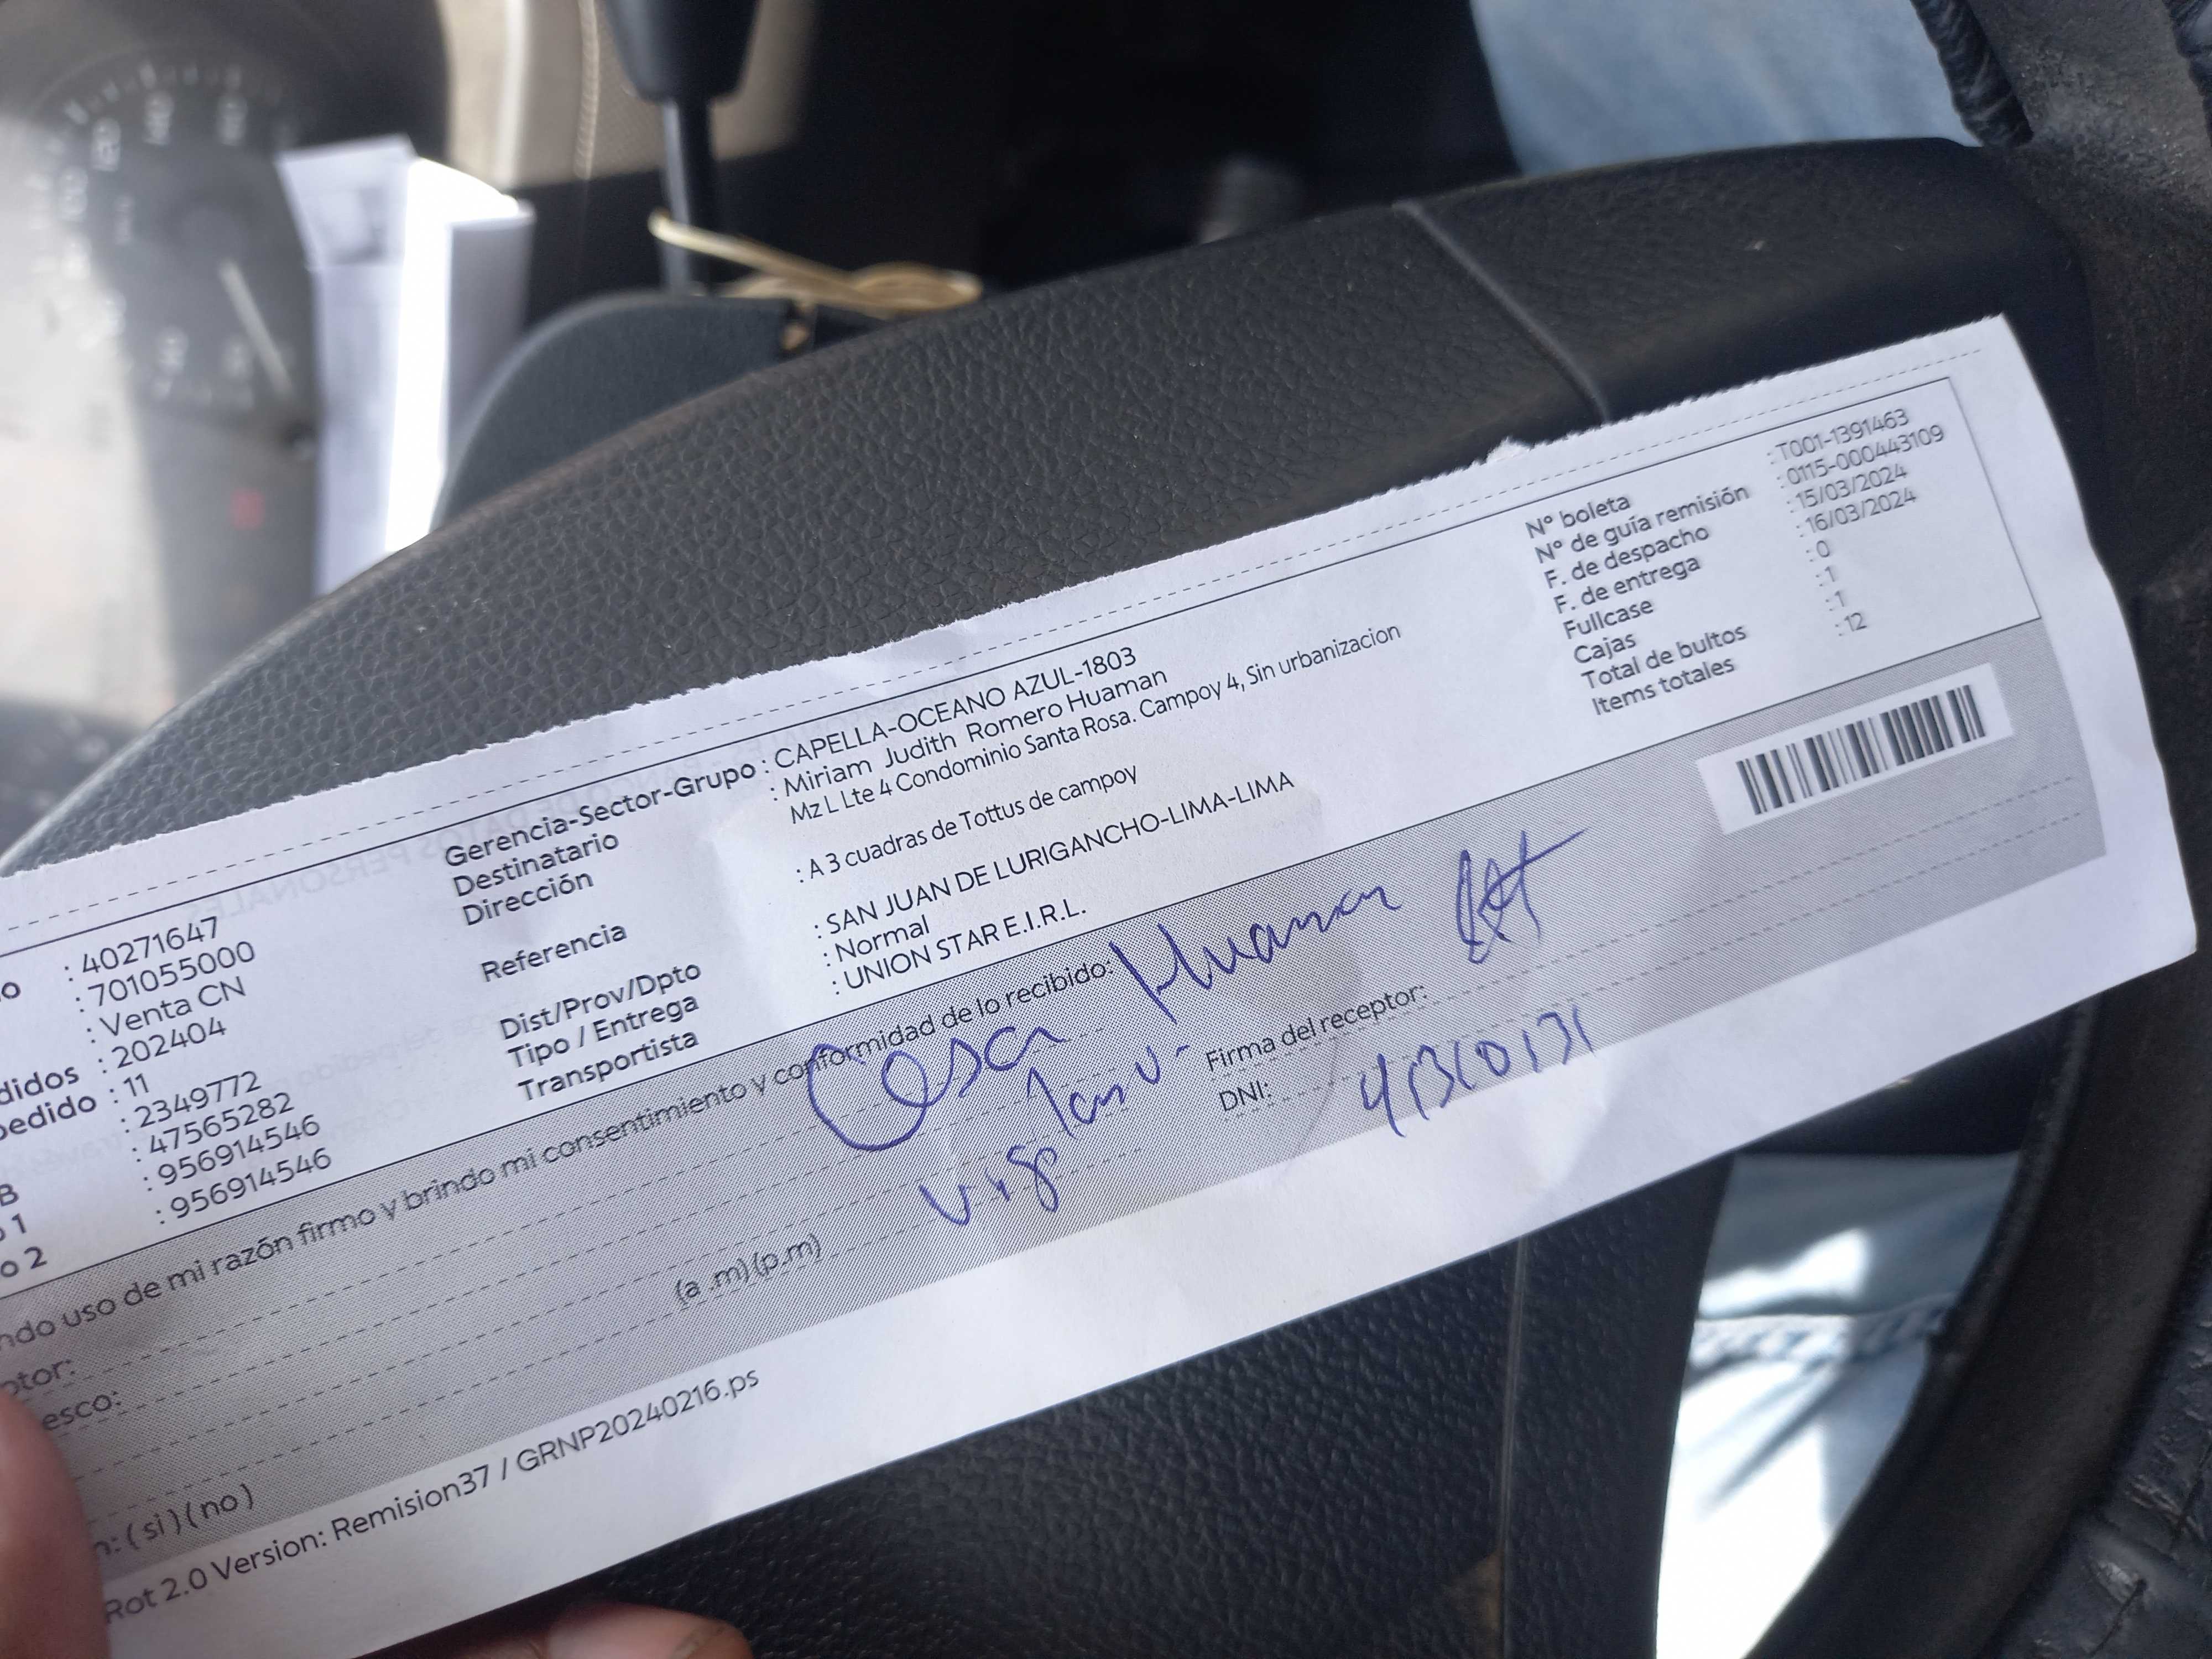 o : 40271647
: 701055000
: Venta CN
didos : 202404
pedido : 11
: 2349772
: 47565282
B : 956914546
o 1 : 956914546
o 2
Gerencia-Sector-Grupo : CAPELLA-OCEANO AZUL-1803
Destinatario : Miriam Judith Romero Huaman
Dirección Mz L Lte 4 Condominio Santa Rosa. Campoy 4, Sin urbanizacion
Referencia : A 3 cuadras de Tottus de campoy
Dist/Prov/Dpto : SAN JUAN DE LURIGANCHO-LIMA-LIMA
Tipo / Entrega : Normal
Transportista : UNION STAR E.I.R.L.
N° boleta : T001-1391463
N° de guía remisión : 0115-000443109
F. de despacho : 15/03/2024
F. de entrega : 16/03/2024
Fullcase : 0
Cajas : 1
Total de bultos : 1
Items totales : 12
ndo uso de mi razón firmo y brindo mi consentimiento y conformidad de lo recibido:
Huaman
ptor:
esco:
Firma del receptor:
DNI:
(a .m) (p.m)
n: ( si ) ( no )
Rot 2.0 Version: Remision37 / GRNP20240216.ps